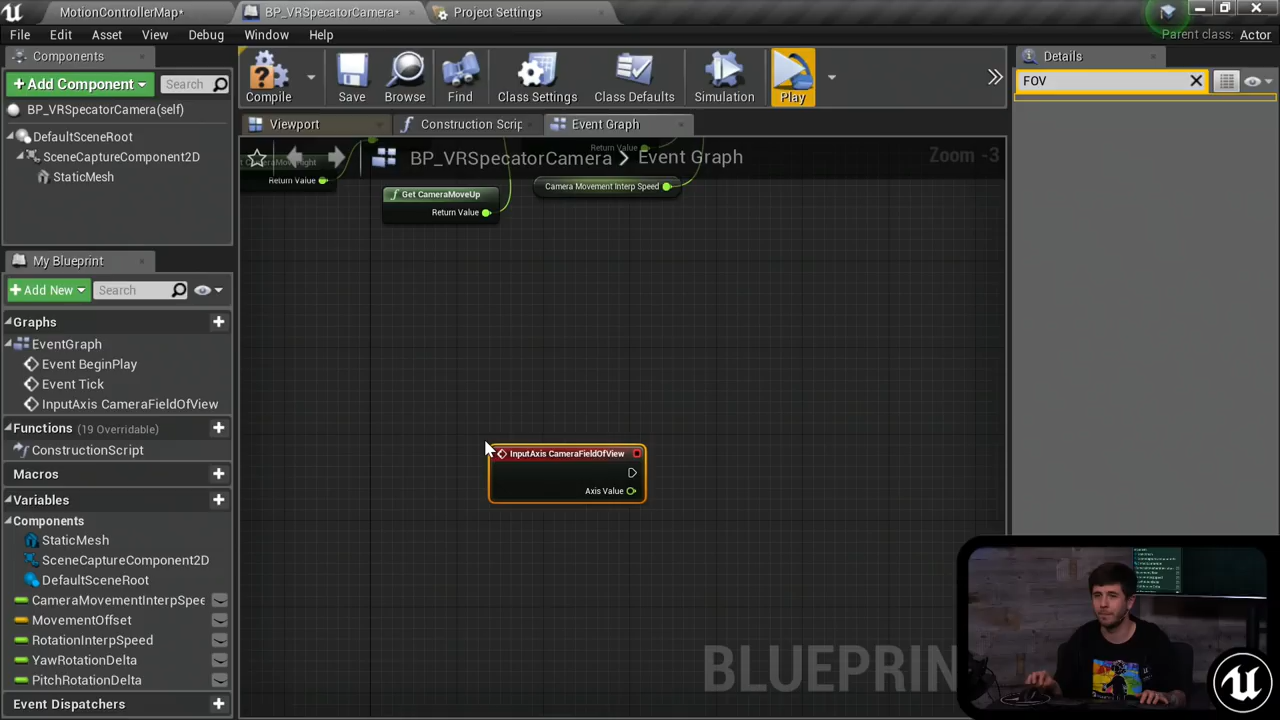 MotionControllerMap*
BP_VRSpecatorCamera*
Project Settings
File Edit Asset View Debug Window Help
Parent class: Actor
Components
Details
Add Component
Search
FOV
Compile
Save
Browse
Find
Class Settings
Class Defaults
Simulation
Play
BP_VRSpecatorCamera(self)
DefaultSceneRoot
SceneCaptureComponent2D
StaticMesh
Viewport
Construction Scrip
Event Graph
BP_VRSpecatorCamera > Event Graph
Zoom -3
Return Value
Return Value
Camera Movement Interp Speed
Get CameraMoveUp
Return Value
My Blueprint
Add New
Search
Graphs
EventGraph
Event BeginPlay
Event Tick
InputAxis CameraFieldOfView
Functions (19 Overridable)
ConstructionScript
Macros
Variables
Components
StaticMesh
SceneCaptureComponent2D
DefaultSceneRoot
CameraMovementInterpSpee
MovementOffset
RotationInterpSpeed
YawRotationDelta
PitchRotationDelta
Event Dispatchers
InputAxis CameraFieldOfView
Axis Value
BLUEPRIN